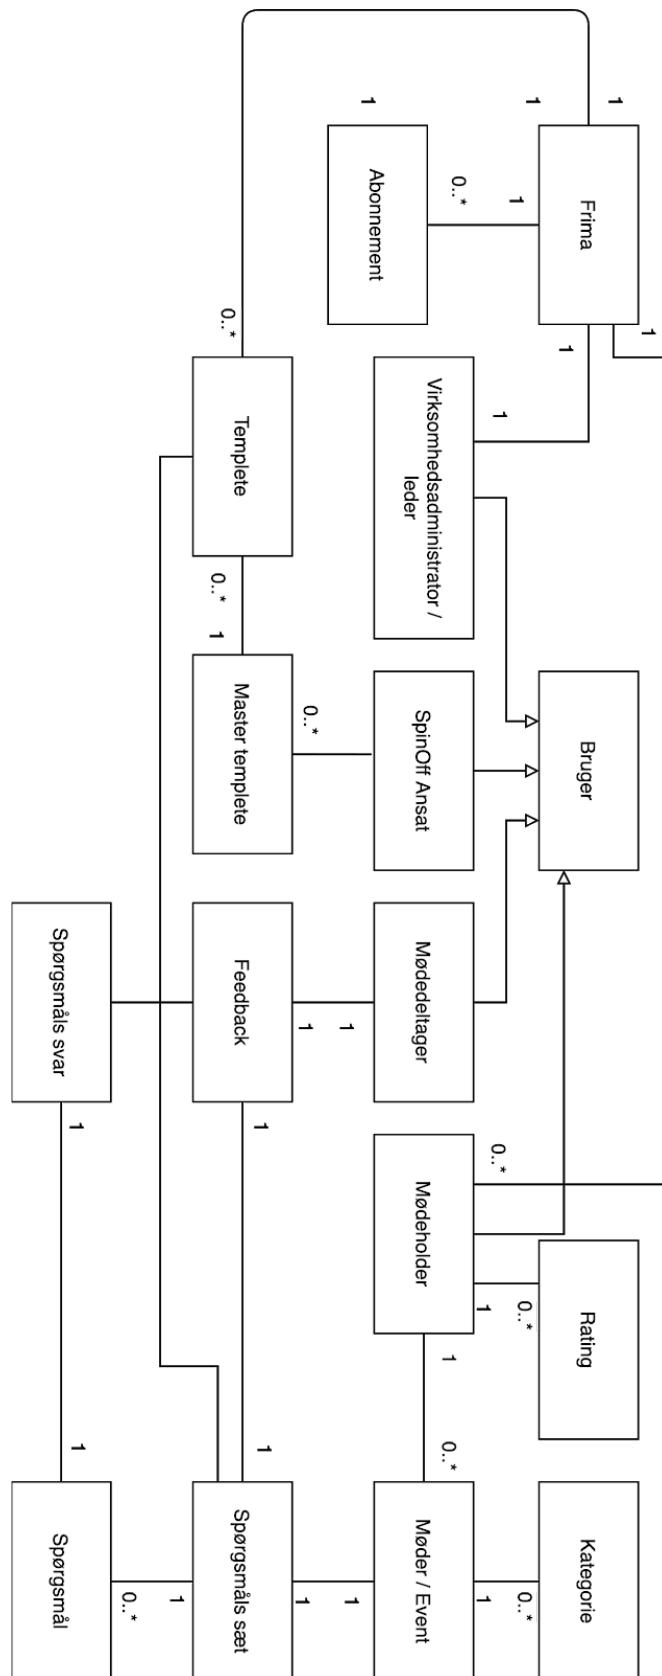 1
1
Frima
Bruger
Rating
Kategorie
1
1
0..*
0..*
1
1
0..*
1
1
0..*
1
0..*
Virksomhedsadministrator /
leder
SpinOff Ansat
Mødedeltager
Mødeholder
Møder / Event
Abonnement
1
1
1
0..*
1
1
1
1
Templete
Master templete
Feedback
Spørgsmåls sæt
0..*
0..*
1
1
0..*
1
1
Spørgsmåls svar
Spørgsmål